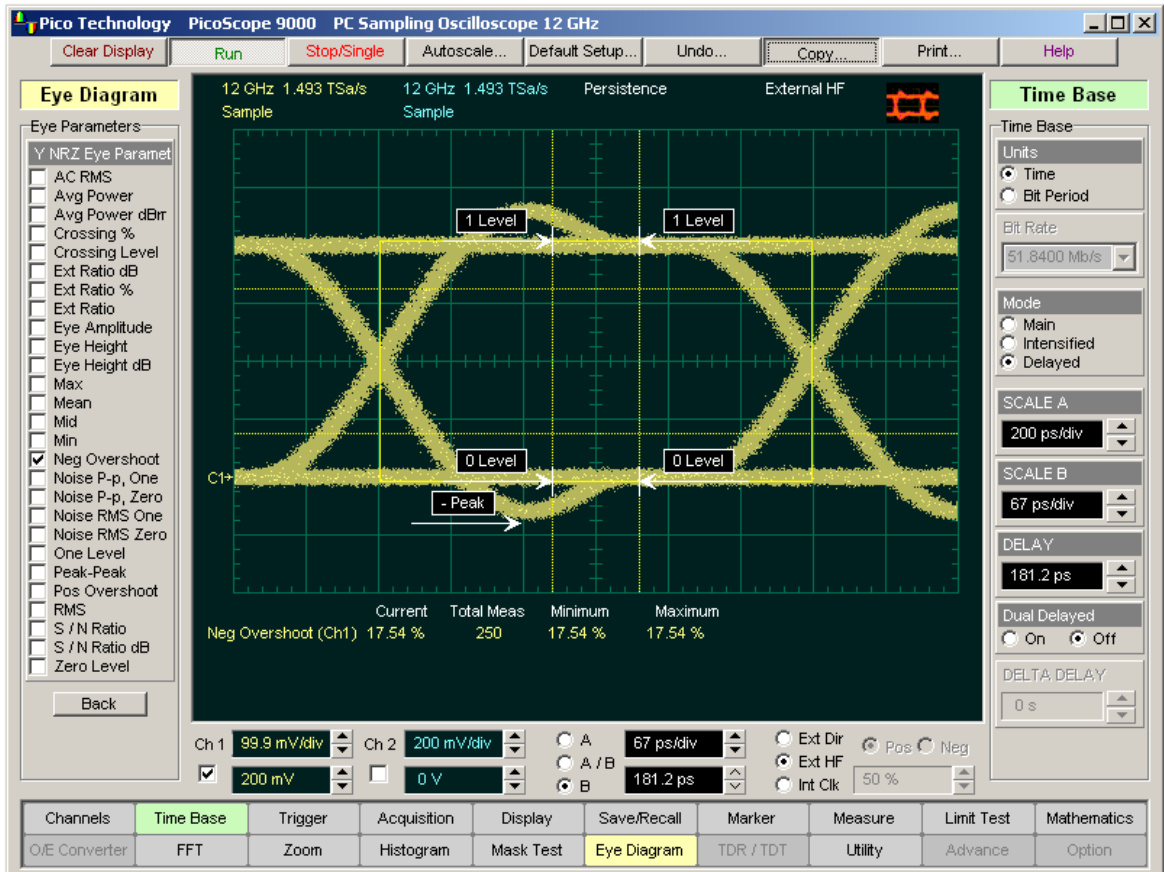 Pico Technology PicoScope 9000 PC Sampling Oscilloscope 12 GHz
Clear Display Run Stop/Single Autoscale... Default Setup... Undo... Copy... Print... Help
Eye Diagram
Eye Parameters
Y NRZ Eye Paramet
AC RMS
Avg Power
Avg Power dBm
Crossing %
Crossing Level
Ext Ratio dB
Ext Ratio %
Ext Ratio
Eye Amplitude
Eye Height
Eye Height dB
Max
Mean
Mid
Min
Neg Overshoot
Noise P-p, One
Noise P-p, Zero
Noise RMS One
Noise RMS Zero
One Level
Peak-Peak
Pos Overshoot
RMS
S / N Ratio
S / N Ratio dB
Zero Level
Back
12 GHz 1.493 TSa/s 12 GHz 1.493 TSa/s Persistence External HF
Sample Sample
1 Level 1 Level
0 Level 0 Level
C1
- Peak
Current Total Meas Minimum Maximum
Neg Overshoot (Ch1) 17.54 % 250 17.54 % 17.54 %
Time Base
Time Base
Units
Time
Bit Period
Bit Rate
51.8400 Mb/s
Mode
Main
Intensified
Delayed
SCALE A
200 ps/div
SCALE B
67 ps/div
DELAY
181.2 ps
Dual Delayed
On Off
DELTA DELAY
0 s
Ch 1 99.9 mV/div Ch 2 200 mV/div A 67 ps/div Ext Dir Pos Neg
A / B Ext HF
200 mV 0 V B 181.2 ps Int Clk 50 %
Channels Time Base Trigger Acquisition Display Save/Recall Marker Measure Limit Test Mathematics
O/E Converter FFT Zoom Histogram Mask Test Eye Diagram TDR / TDT Utility Advance Option